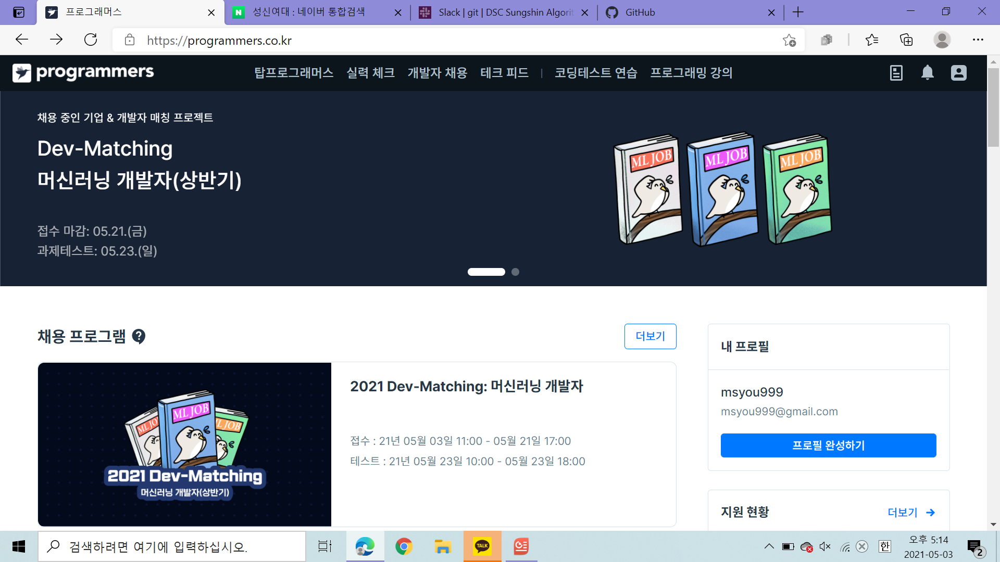 프로그래머스
성신여대 : 네이버 통합검색
Slack | git | DSC Sungshin Algorit
GitHub
https://programmers.co.kr
programmers
탑프로그래머스 실력 체크 개발자 채용 테크 피드 | 코딩테스트 연습 프로그래밍 강의
채용 중인 기업 & 개발자 매칭 프로젝트
Dev-Matching
머신러닝 개발자(상반기)
접수 마감: 05.21.(금)
과제테스트: 05.23.(일)
ML JOB
ML JOB
ML JOB
채용 프로그램
더보기
ML JO
ML JOB
L JOB
2021 Dev-Matching
머신러닝 개발자(상반기)
2021 Dev-Matching: 머신러닝 개발자
접수 : 21년 05월 03일 11:00 - 05월 21일 17:00
테스트 : 21년 05월 23일 10:00 - 05월 23일 18:00
내 프로필
msyou999
msyou999@gmail.com
프로필 완성하기
지원 현황
더보기
검색하려면 여기에 입력하십시오.
TALK
한
오후 5:14
2021-05-03
2